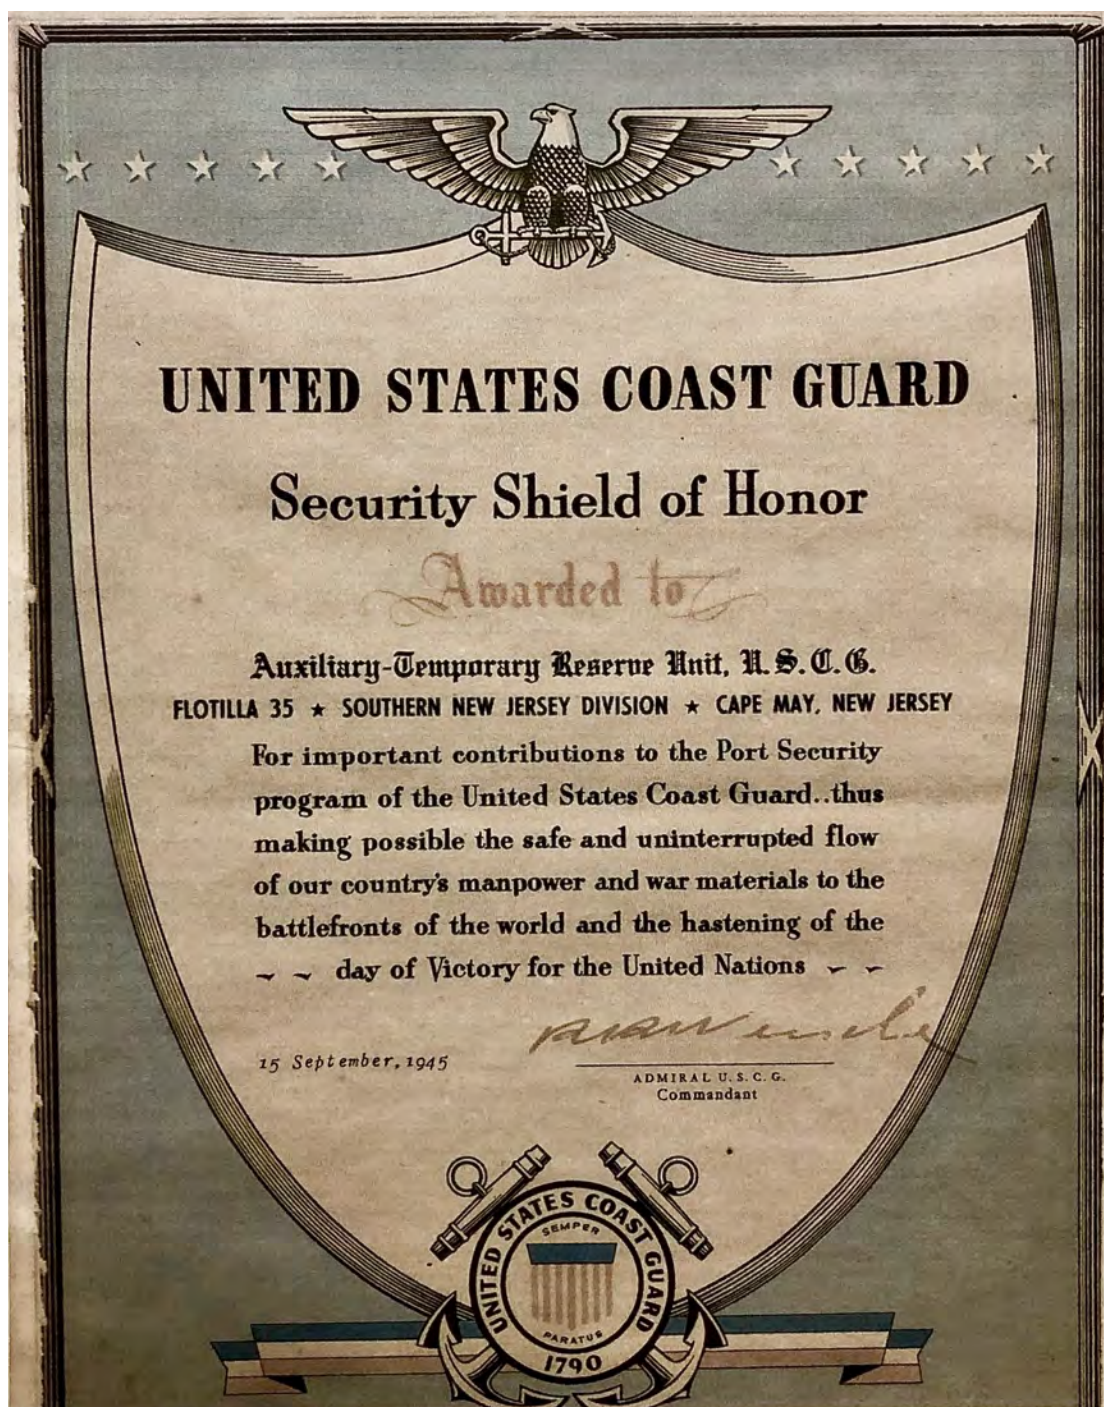 UNITED STATES COAST GUARD
Security Shield of Honor
Awarded to
Auxiliary-Temporary Reserve Unit, U.S.C.G.
FLOTILLA 35 ★ SOUTHERN NEW JERSEY DIVISION ★ CAPE MAY, NEW JERSEY
For important contributions to the Port Security
program of the United States Coast Guard..thus
making possible the safe and uninterrupted flow
of our country's manpower and war materials to the
battlefronts of the world and the hastening of the
~ ~ day of Victory for the United Nations ~ ~
15 September, 1945
ADMIRAL U.S.C.G.
Commandant
UNITED STATES COAST GUARD
SEMPER
PARATUS
1790